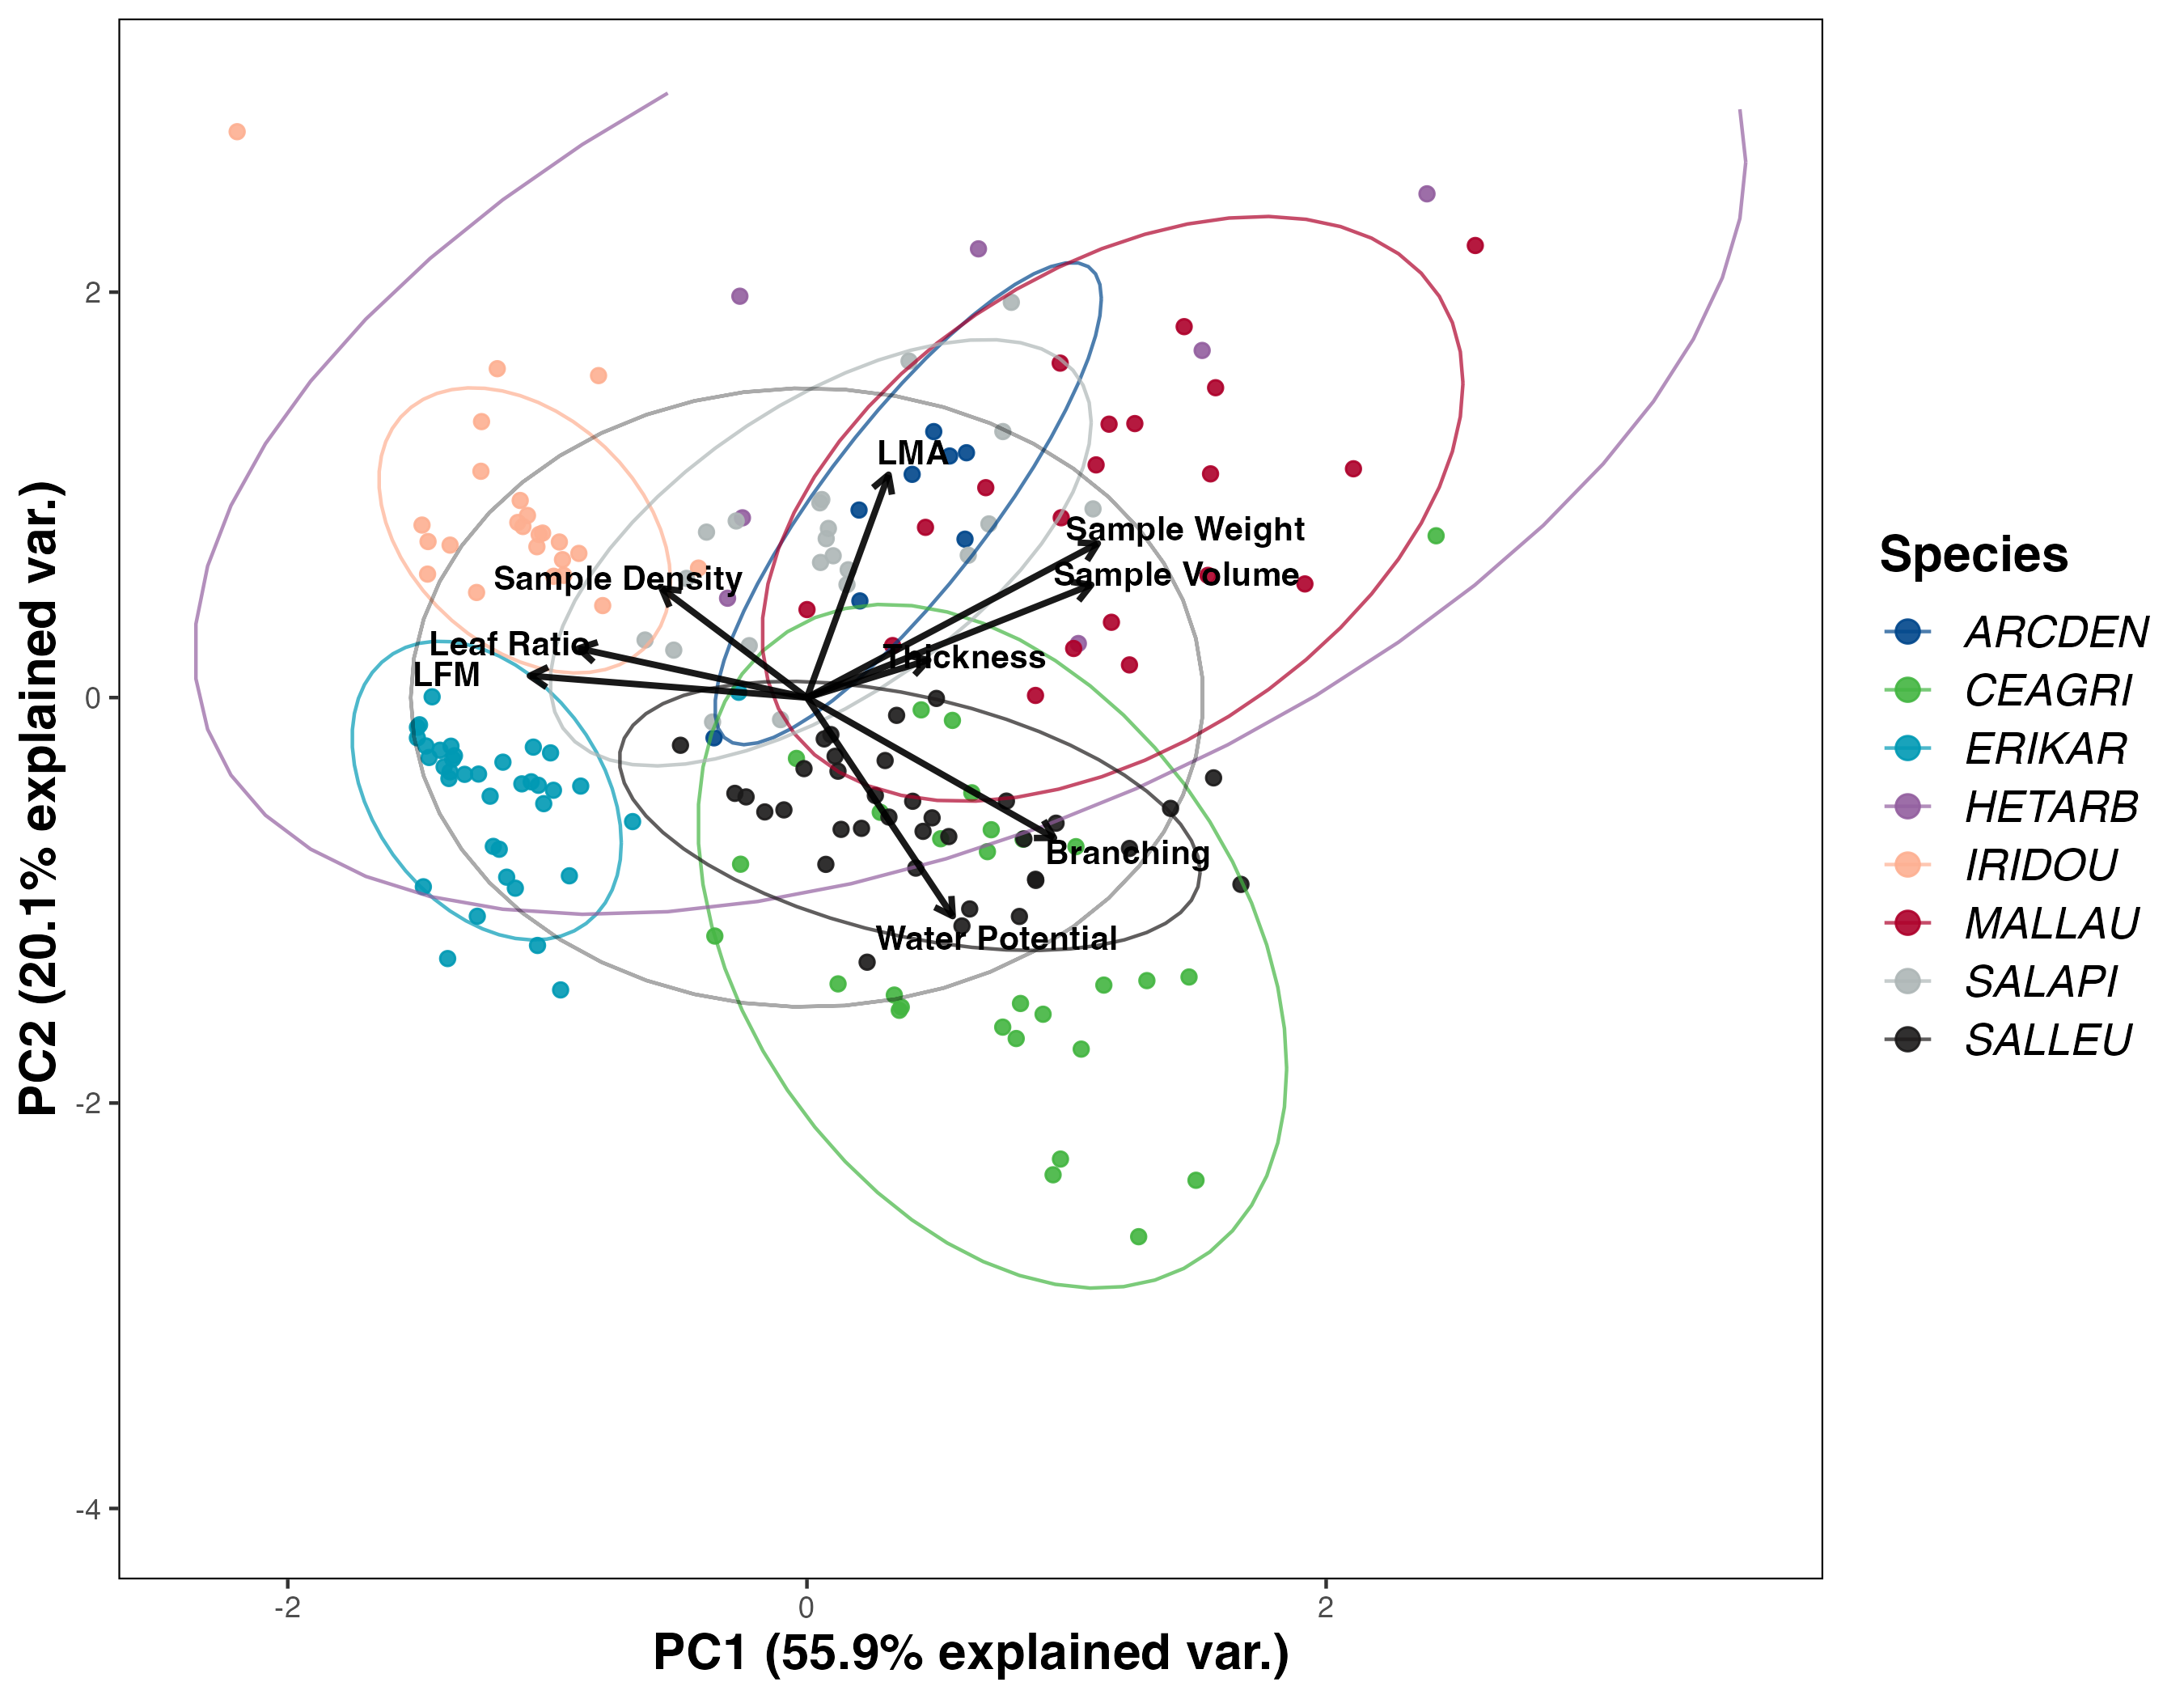 PC2 (20.1% explained var.)
2
0
-2
-4
LMA
Sample Weight
Sample Volume
Sample Density
Leaf Ratio
Thickness
LFM
Branching
Water Potential
-2
0
2
PC1 (55.9% explained var.)
Species
ARCDEN
CEAGRI
ERIKAR
HETARB
IRIDOU
MALLAU
SALAPI
SALLEU